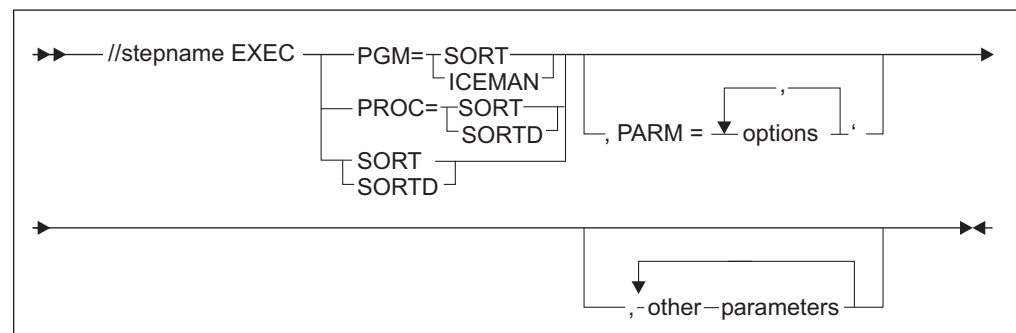 //stepname EXEC PGM= SORT
ICEMAN
PROC= SORT
SORTD
SORT
SORTD
,
, PARM = options ‘
, other parameters